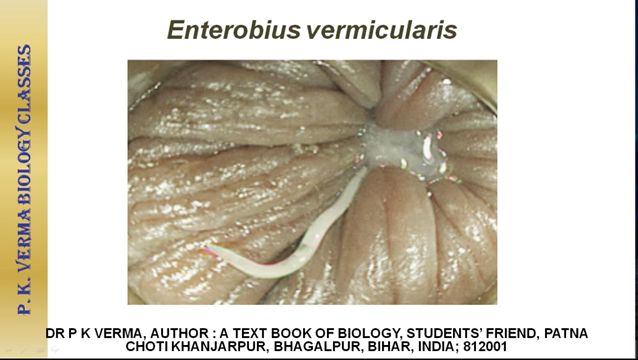 Enterobius vermicularis
P. K. VERMA BIOLOGY CLASSES
DR P K VERMA, AUTHOR : A TEXT BOOK OF BIOLOGY, STUDENTS' FRIEND, PATNA
CHOTI KHANJARPUR, BHAGALPUR, BIHAR, INDIA; 812001